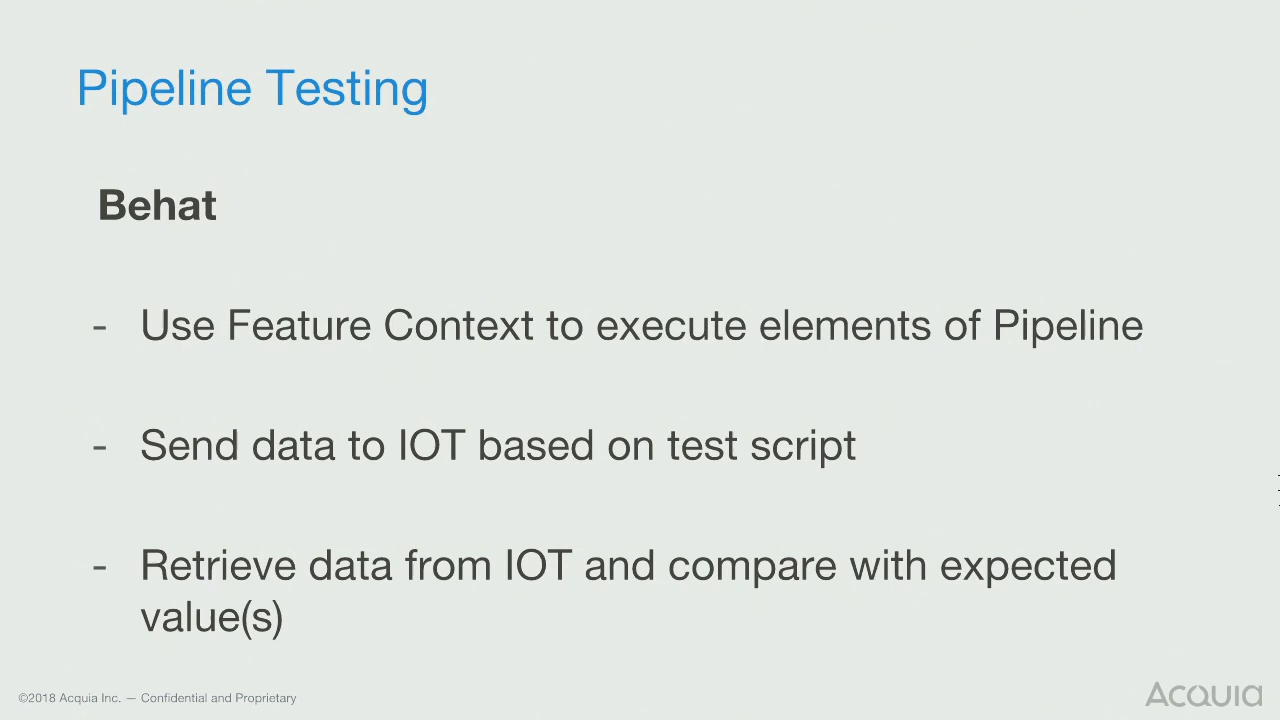 Pipeline Testing
Behat
- Use Feature Context to execute elements of Pipeline
- Send data to IOT based on test script
- Retrieve data from IOT and compare with expected
value(s)
©2018 Acquia Inc. — Confidential and Proprietary
Acquia